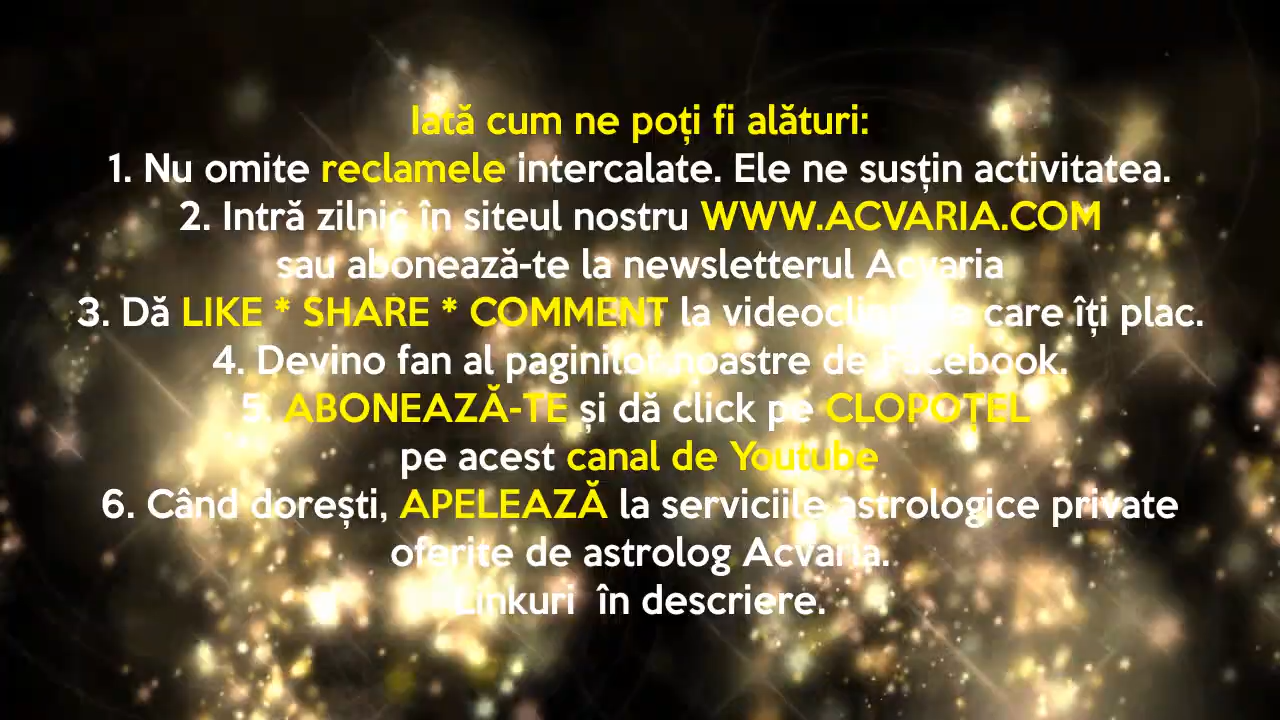 Iată cum ne poți fi alături:
1. Nu omite reclamele intercalate. Ele ne susțin activitatea.
2. Intră zilnic în siteul nostru WWW.ACVARIA.COM
sau abonează-te la newsletterul Acvaria
3. Dă LIKE * SHARE * COMMENT la videoclipurile care îți plac.
4. Devino fan al paginilor noastre de Facebook.
5. ABONEAZĂ-TE și dă click pe CLOPOȚEL
pe acest canal de Youtube
6. Când dorești, APELEAZĂ la serviciile astrologice private
oferite de astrolog Acvaria.
Linkuri  în descriere.